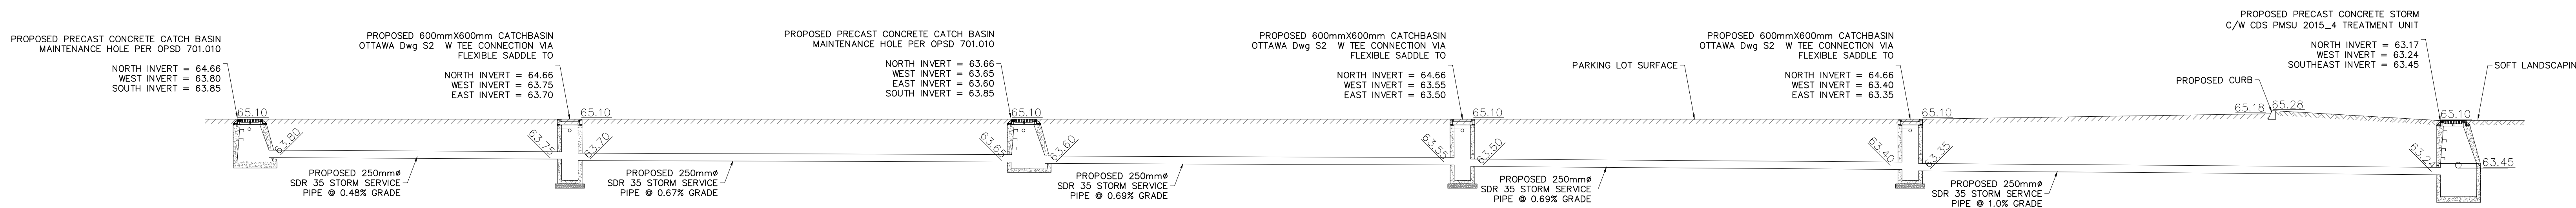 PROPOSED PRECAST CONCRETE CATCH BASIN
MAINTENANCE HOLE PER OPSD 701.010
NORTH INVERT = 64.66
WEST INVERT = 63.80
SOUTH INVERT = 63.85
65.10
63.80
PROPOSED 250mmø
SDR 35 STORM SERVICE
PIPE @ 0.48% GRADE
PROPOSED 600mmX600mm CATCHBASIN
OTTAWA Dwg S2 W TEE CONNECTION VIA
FLEXIBLE SADDLE TO
NORTH INVERT = 64.66
WEST INVERT = 63.75
EAST INVERT = 63.70
65.10
63.75
63.70
PROPOSED 250mmø
SDR 35 STORM SERVICE
PIPE @ 0.67% GRADE
PROPOSED PRECAST CONCRETE CATCH BASIN
MAINTENANCE HOLE PER OPSD 701.010
NORTH INVERT = 63.66
WEST INVERT = 63.65
EAST INVERT = 63.60
SOUTH INVERT = 63.85
65.10
63.65
63.60
PROPOSED 250mmø
SDR 35 STORM SERVICE
PIPE @ 0.69% GRADE
PROPOSED 600mmX600mm CATCHBASIN
OTTAWA Dwg S2 W TEE CONNECTION VIA
FLEXIBLE SADDLE TO
NORTH INVERT = 64.66
WEST INVERT = 63.55
EAST INVERT = 63.50
65.10
63.55
63.50
PROPOSED 250mmø
SDR 35 STORM SERVICE
PIPE @ 0.69% GRADE
PARKING LOT SURFACE
PROPOSED 600mmX600mm CATCHBASIN
OTTAWA Dwg S2 W TEE CONNECTION VIA
FLEXIBLE SADDLE TO
NORTH INVERT = 64.66
WEST INVERT = 63.40
EAST INVERT = 63.35
65.10
63.40
63.35
PROPOSED 250mmø
SDR 35 STORM SERVICE
PIPE @ 1.0% GRADE
PROPOSED CURB
65.18
65.28
PROPOSED PRECAST CONCRETE STORM
C/W CDS PMSU 2015_4 TREATMENT UNIT
NORTH INVERT = 63.17
WEST INVERT = 63.24
SOUTHEAST INVERT = 63.45
65.10
63.24
63.45
SOFT LANDSCAPIN